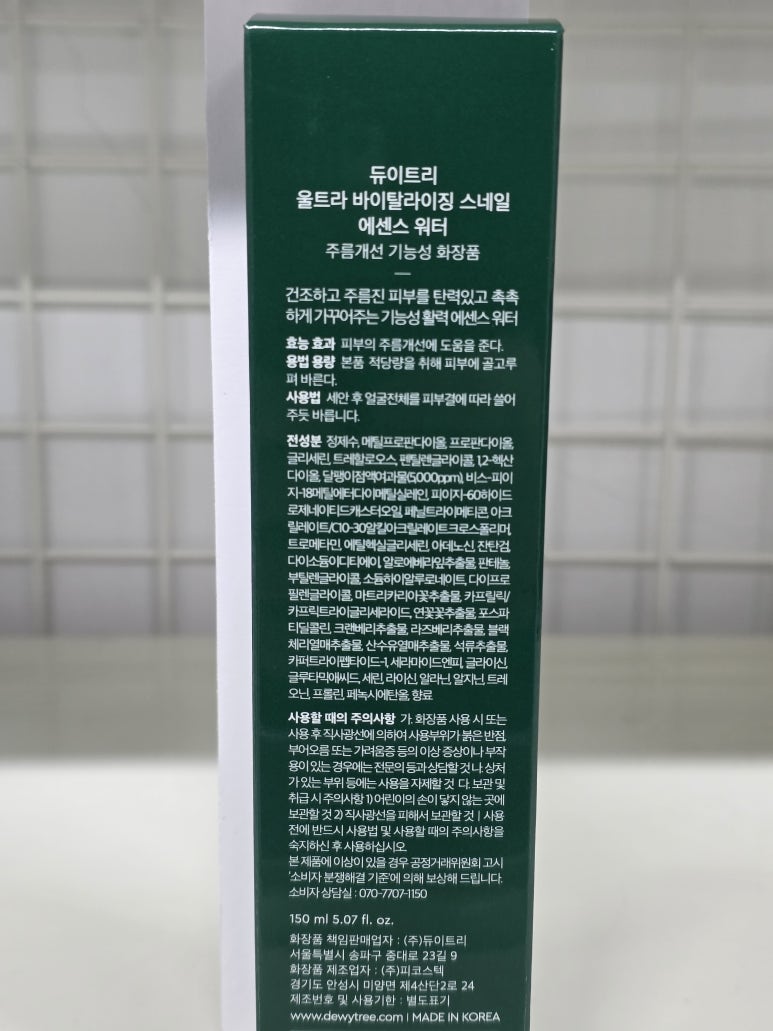 듀이트리
울트라 바이탈라이징 스네일
에센스 워터
주름개선 기능성 화장품
건조하고 주름진 피부를 탄력있고 촉촉
하게 가꾸어주는 기능성 활력 에센스 워터
효능 효과 피부의 주름개선에 도움을 준다.
용법 용량 본품 적당량을 취해 피부에 골고루
펴 바른다.
사용법 세안 후 얼굴전체를 피부결에 따라 쓸어
주듯 바릅니다.
전성분 정제수, 메틸프로판다이올, 프로판다이올,
글리세린, 트레할로오스, 펜틸렌글라이콜, 1,2-헥산
다이올, 달팽이점액여과물(5,000ppm), 비스-피이
지-18메틸에터다이메틸실레인, 피이지-60하이드
로제네이티드캐스터오일, 페닐트라이메티콘, 아크
릴레이트/C10-30알킬아크릴레이트크로스폴리머,
트로메타민, 에틸헥실글리세린, 아데노신, 잔탄검,
다이소듐이디티에이, 알로에베라잎추출물, 판테놀,
부틸렌글라이콜, 소듐하이알루로네이트, 다이프로
필렌글라이콜, 마트리카리아꽃추출물, 카프릴릭/
카프릭트라이글리세라이드, 연꽃꽃추출물, 포스파
티딜콜린, 크랜베리추출물, 라즈베리추출물, 블랙
체리열매추출물, 산수유열매추출물, 석류추출물,
카퍼트라이펩타이드-1, 세라마이드엔피, 글라이신,
글루타믹애씨드, 세린, 라이신, 알라닌, 알지닌, 트레
오닌, 프롤린, 페녹시에탄올, 향료
사용할 때의 주의사항 가. 화장품 사용 시 또는
사용 후 직사광선에 의하여 사용부위가 붉은 반점,
부어오름 또는 가려움증 등의 이상 증상이나 부작
용이 있는 경우에는 전문의 등과 상담할 것 나. 상처
가 있는 부위 등에는 사용을 자제할 것 다. 보관 및
취급 시 주의사항 1) 어린이의 손이 닿지 않는 곳에
보관할 것 2) 직사광선을 피해서 보관할 것 | 사용
전에 반드시 사용법 및 사용할 때의 주의사항을
숙지하신 후 사용하십시오.
본 제품에 이상이 있을 경우 공정거래위원회 고시
'소비자 분쟁해결 기준'에 의해 보상해 드립니다.
소비자 상담실 : 070-7707-1150
150 ml 5.07 fl. oz.
화장품 책임판매업자 : (주)듀이트리
서울특별시 송파구 중대로 23길 9
화장품 제조업자 : (주)피코스텍
경기도 안성시 미양면 제4산단2로 24
제조번호 및 사용기한 : 별도표기
www.dewytree.com | MADE IN KOREA